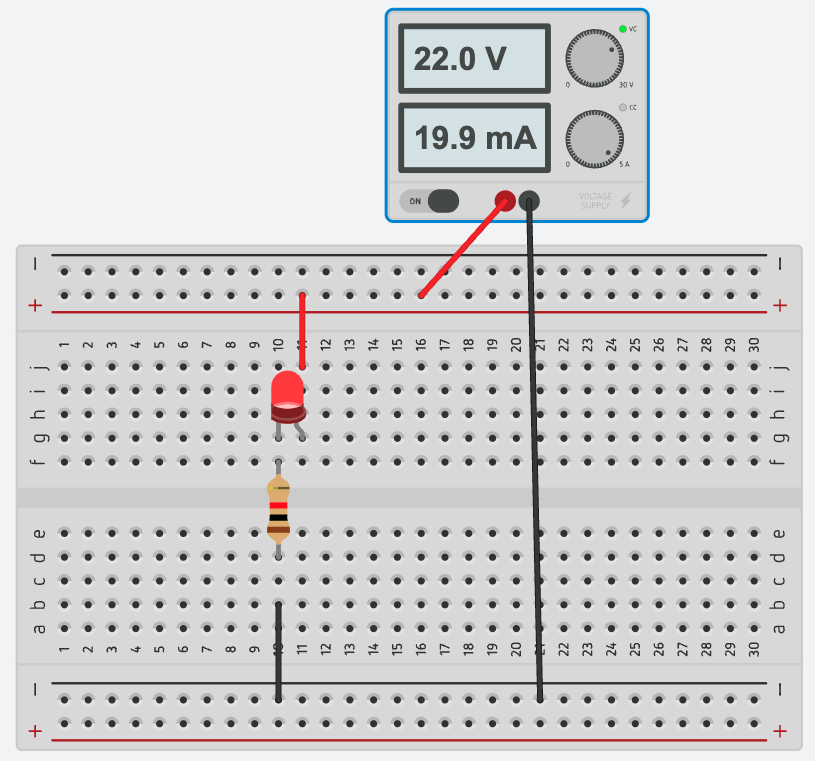 22.0 V
VC
0
30 V
19.9 mA
CC
0
5 A
ON
VOLTAGE
SUPPLY
− −
+ +
1 2 3 4 5 6 7 8 9 10 11 12 13 14 15 16 17 18 19 20 21 22 23 24 25 26 27 28 29 30
j j
i i
h h
g g
f f
e e
d d
c c
b b
a a
1 2 3 4 5 6 7 8 9 10 11 12 13 14 15 16 17 18 19 20 21 22 23 24 25 26 27 28 29 30
− −
+ +